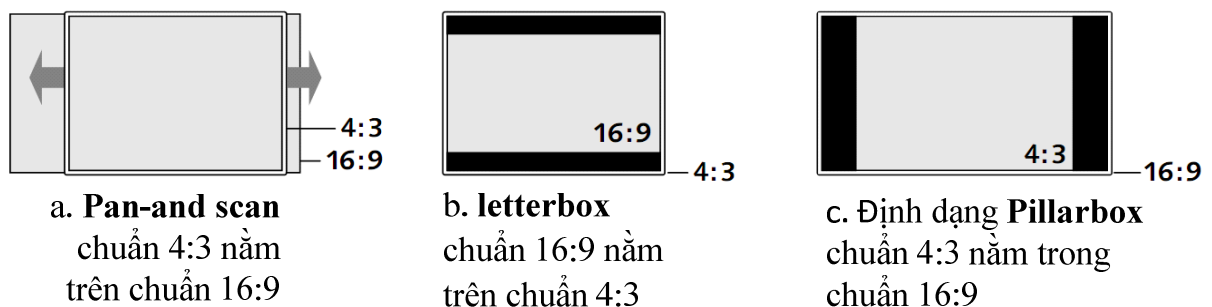 4:3
16:9
a. Pan-and scan
chuẩn 4:3 nằm
trên chuẩn 16:9
16:9
4:3
b. letterbox
chuẩn 16:9 nằm
trên chuẩn 4:3
4:3
16:9
c. Định dạng Pillarbox
chuẩn 4:3 nằm trong
chuẩn 16:9